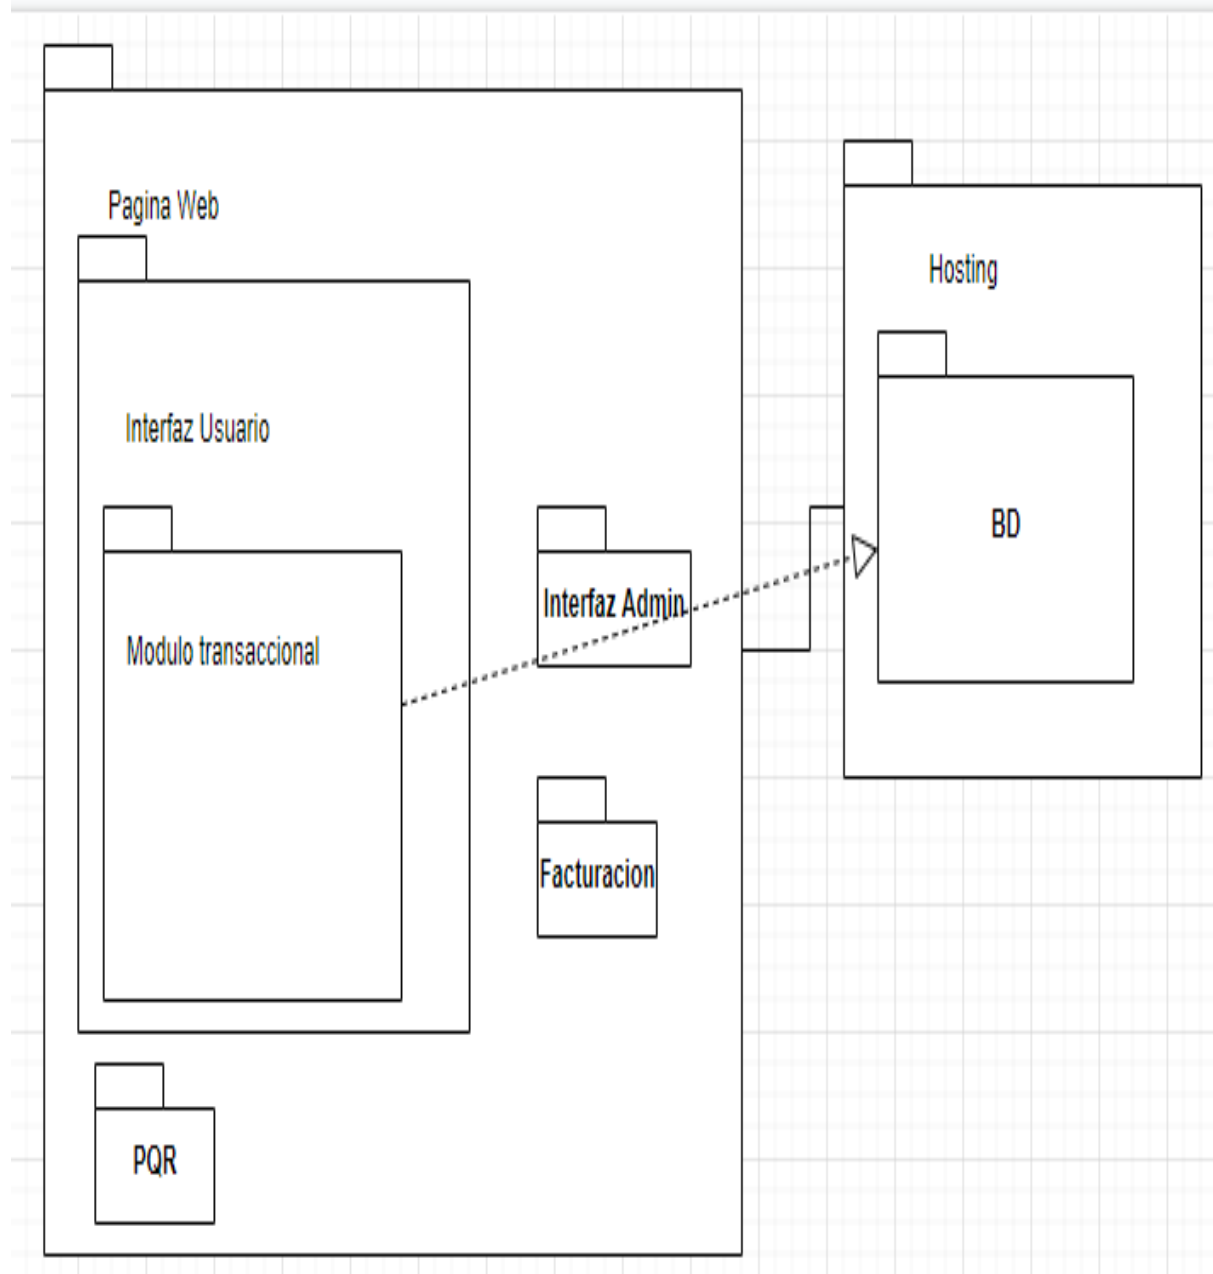 Pagina Web
Hosting
Interfaz Usuario
BD
Interfaz Admin
Modulo transaccional
Facturacion
PQR